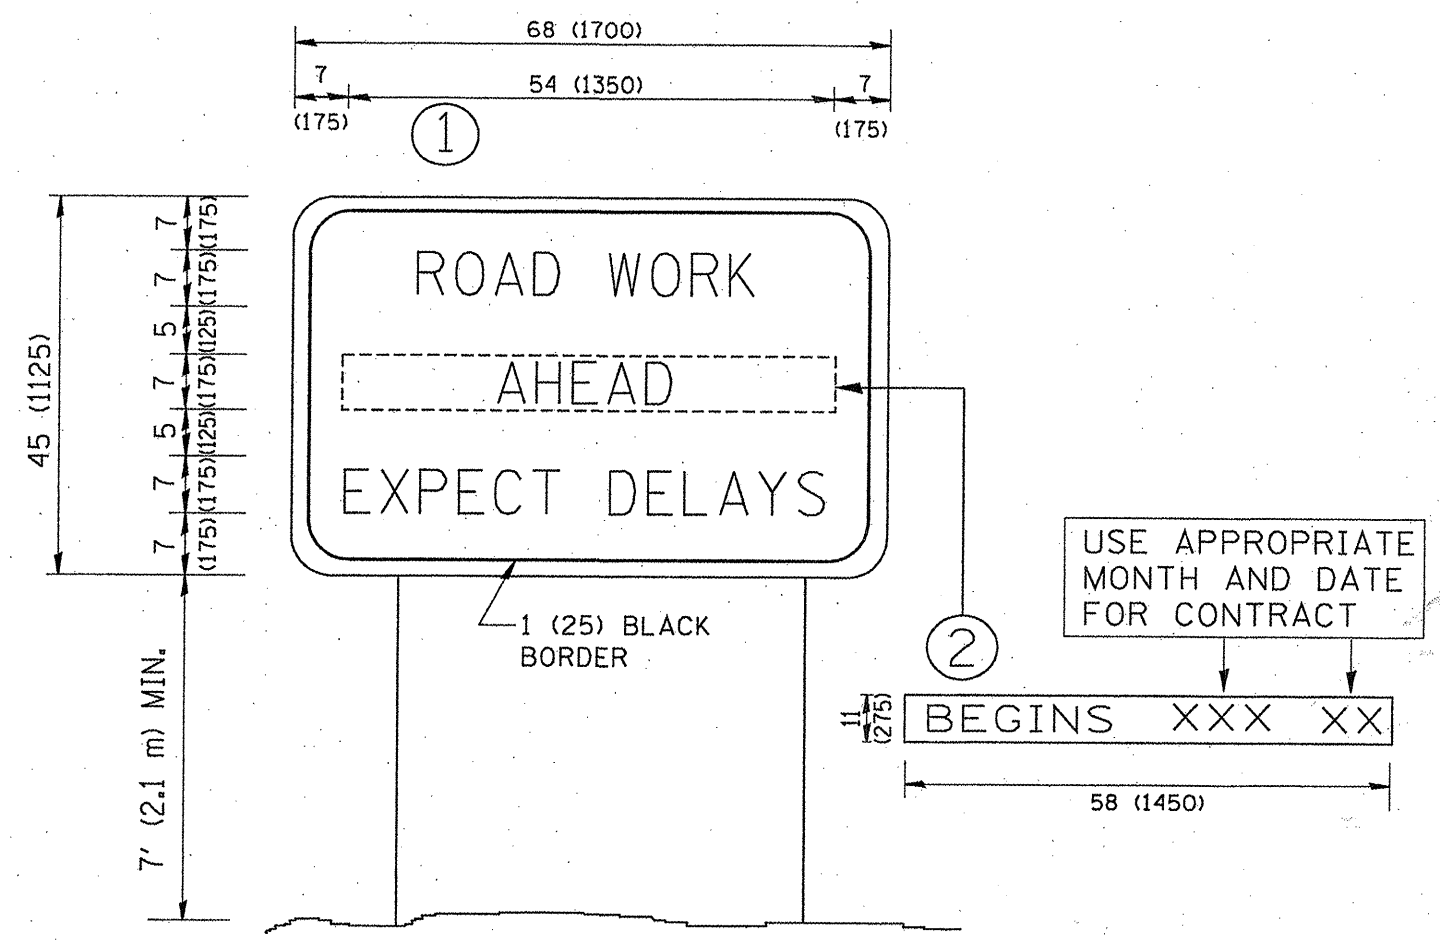 68 (1700)
7
54 (1350)
7
(175)
(175)
1
45 (1125)
7 (175)
7 (175)
5 (125)
7 (175)
5 (125)
7 (175)
7 (175)
ROAD WORK
AHEAD
EXPECT DELAYS
1 (25) BLACK
BORDER
7' (2.1 m) MIN.
USE APPROPRIATE
MONTH AND DATE
FOR CONTRACT
2
11
(275)
BEGINS XXX XX
58 (1450)